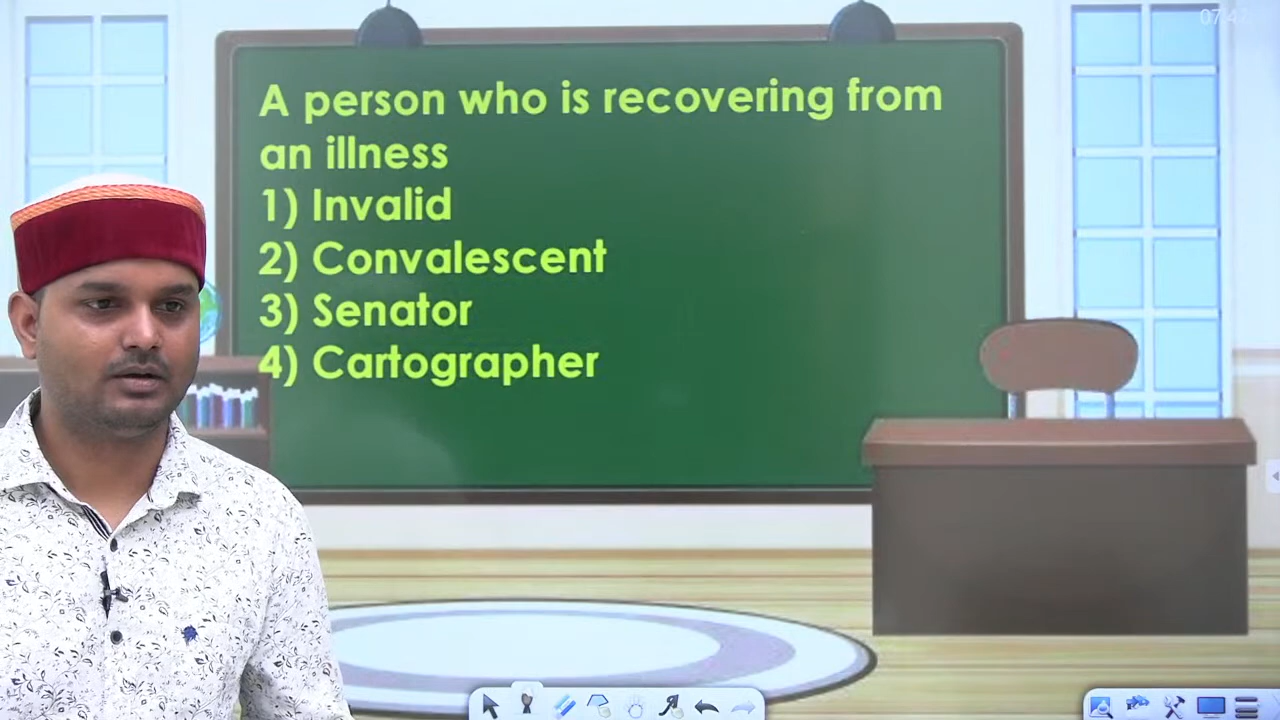 A person who is recovering from
an illness
1) Invalid
2) Convalescent
3) Senator
4) Cartographer